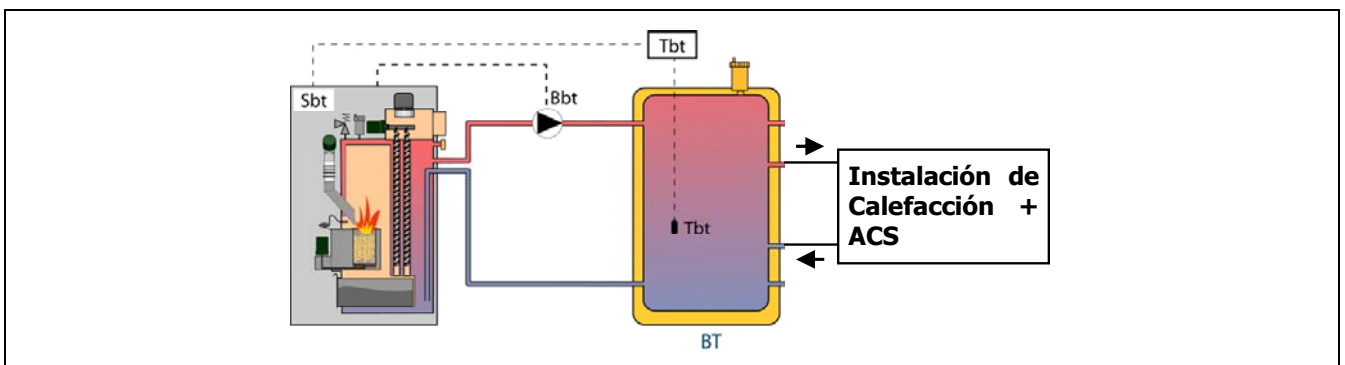 Tbt
Sbt
Bbt
Instalación de
Calefacción +
ACS
Tbt
BT